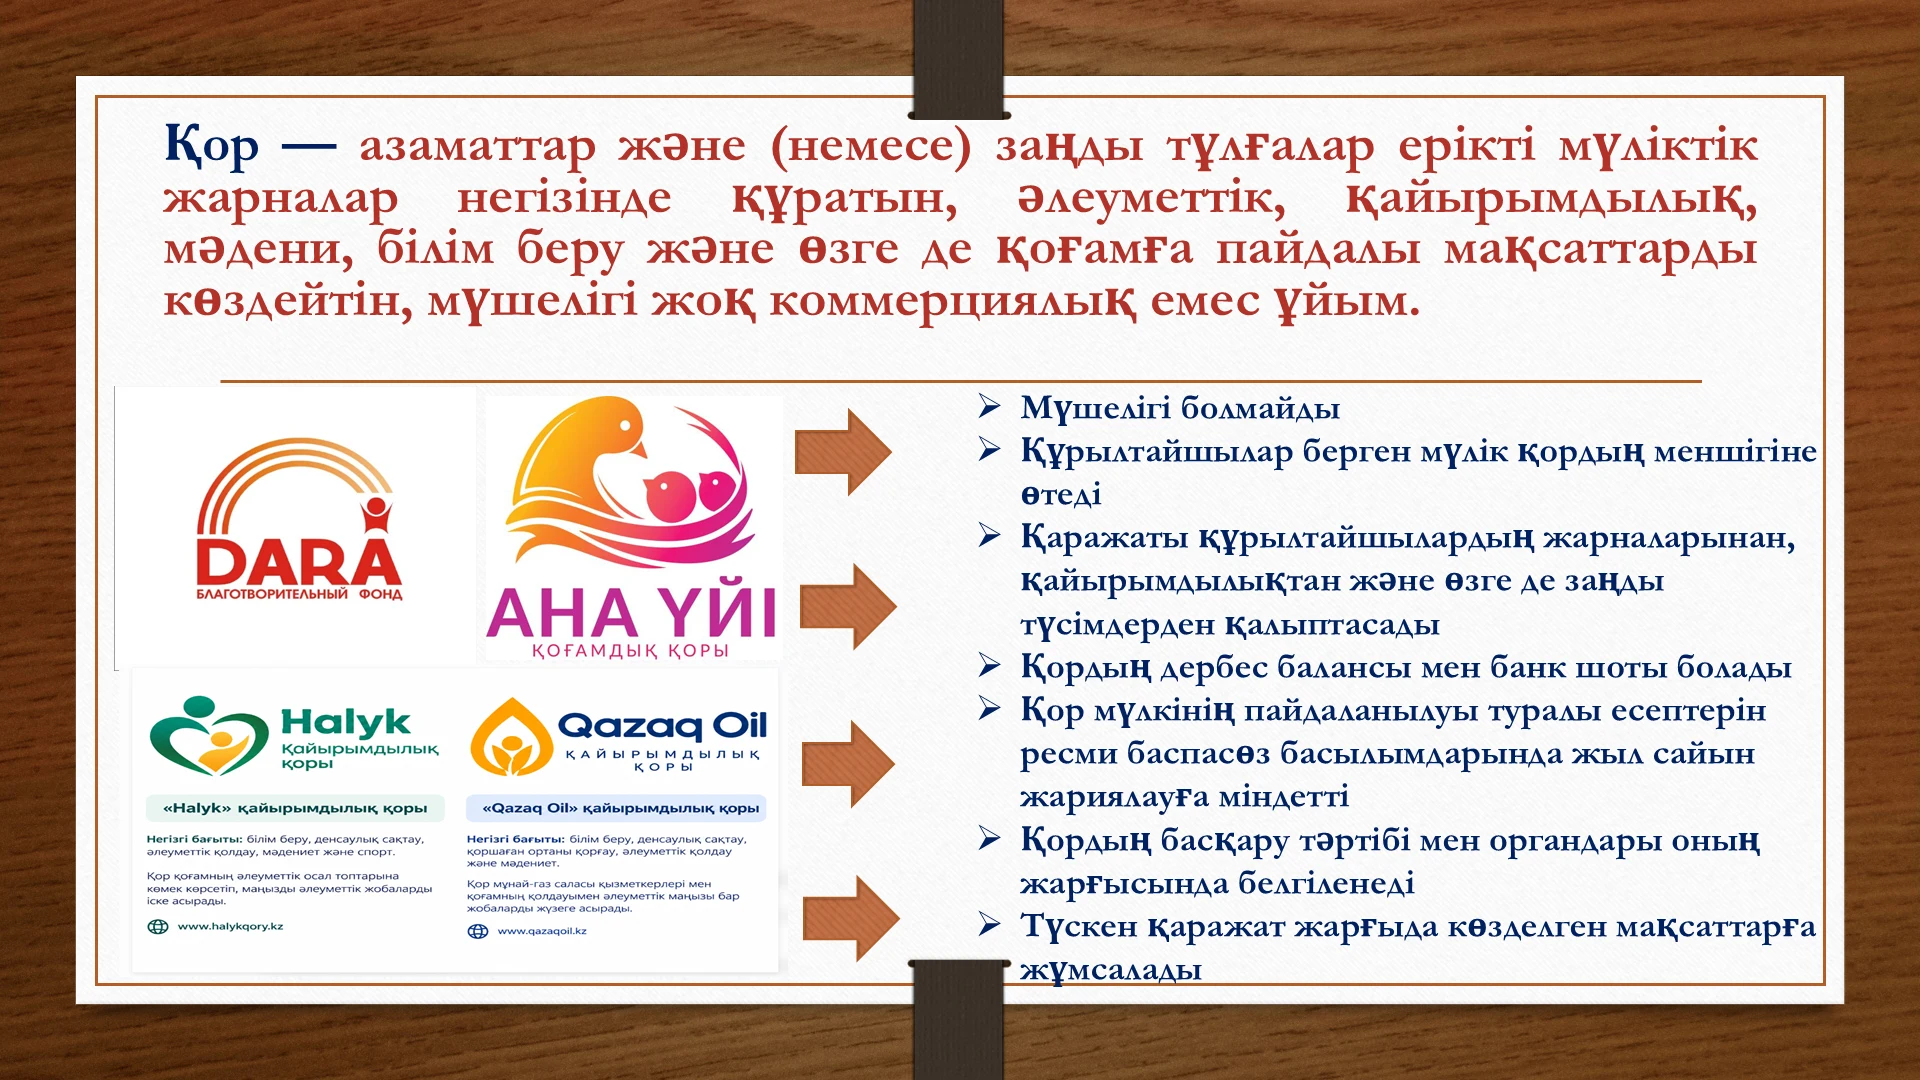 Қор — азаматтар және (немесе) заңды тұлғалар ерікті мүліктік
жарналар негізінде құратын, әлеуметтік, қайырымдылық,
мәдени, білім беру және өзге де қоғамға пайдалы мақсаттарды
көздейтін, мүшелігі жоқ коммерциялық емес ұйым.
DARA
БЛАГОТВОРИТЕЛЬНЫЙ ФОНД
АНА ҮЙІ
ҚОҒАМДЫҚ ҚОРЫ
Halyk
Қайырымдылық
қоры
«Halyk» қайырымдылық қоры
Негізгі бағыты: білім беру, денсаулық сақтау,
әлеуметтік қолдау, мәдениет және спорт.
Қор қоғамның әлеуметтік осал топтарына
көмек көрсетіп, маңызды әлеуметтік жобаларды
іске асырады.
www.halykqory.kz
Qazaq Oil
ҚАЙЫРЫМДЫЛЫҚ
ҚОРЫ
«Qazaq Oil» қайырымдылық қоры
Негізгі бағыты: білім беру, денсаулық сақтау,
қоршаған ортаны қорғау, әлеуметтік қолдау
және мәдениет.
Қор мұнай-газ саласы қызметкерлері мен
қоғамның қолдауымен әлеуметтік маңызы бар
жобаларды жүзеге асырады.
www.qazaqoil.kz
Мүшелігі болмайды
Құрылтайшылар берген мүлік қордың меншігіне
өтеді
Қаражаты құрылтайшылардың жарналарынан,
қайырымдылықтан және өзге де заңды
түсімдерден қалыптасады
Қордың дербес балансы мен банк шоты болады
Қор мүлкінің пайдаланылуы туралы есептерін
ресми баспасөз басылымдарында жыл сайын
жариялауға міндетті
Қордың басқару тәртібі мен органдары оның
жарғысында белгіленеді
Түскен қаражат жарғыда көзделген мақсаттарға
жұмсалады